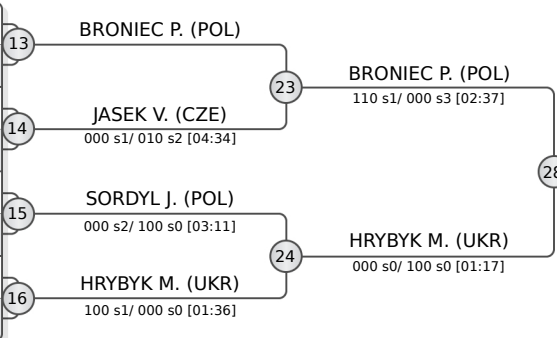 13
BRONIEC P. (POL)
23
BRONIEC P. (POL)
110 s1/ 000 s3 [02:37]
14
JASEK V. (CZE)
000 s1/ 010 s2 [04:34]
28
15
SORDYL J. (POL)
000 s2/ 100 s0 [03:11]
24
HRYBYK M. (UKR)
000 s0/ 100 s0 [01:17]
16
HRYBYK M. (UKR)
100 s1/ 000 s0 [01:36]